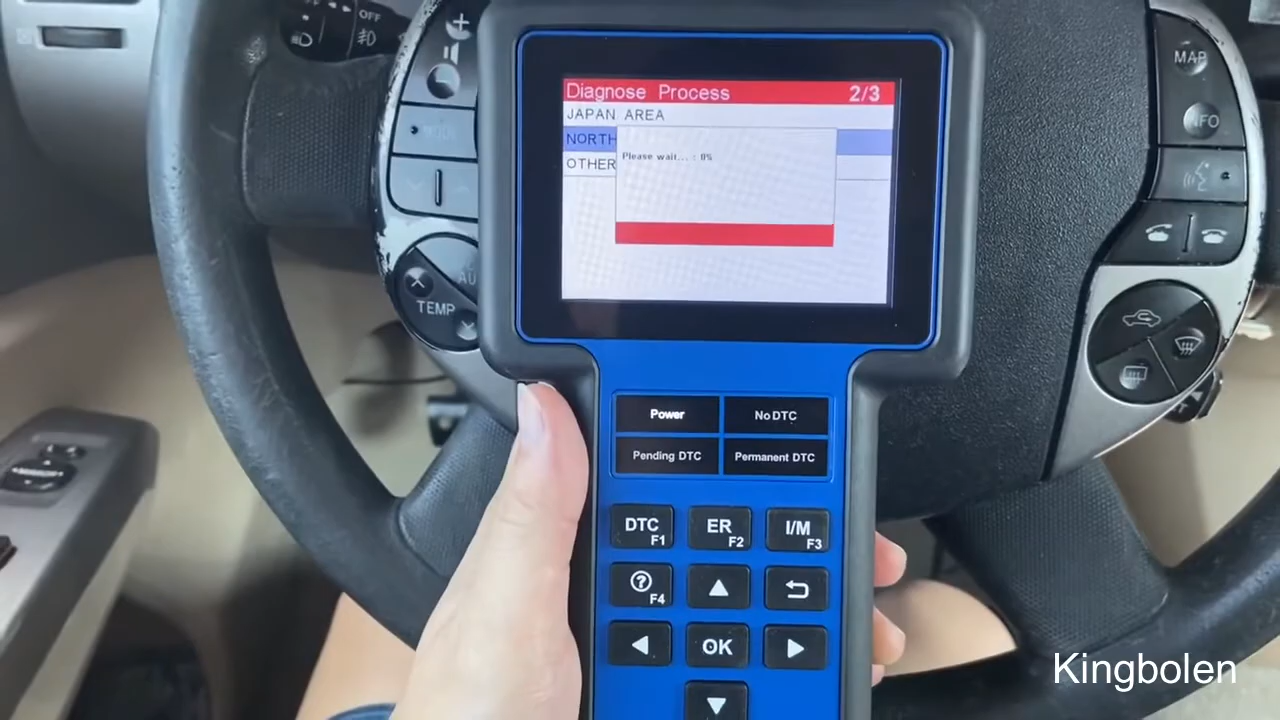 OFF
MAP
INFO
TEMP
Diagnose Process 2/3
JAPAN AREA
NORTH
OTHER
Please wait... : 0%
Power
No DTC
Pending DTC
Permanent DTC
DTC F1
ER F2
I/M F3
? F4
OK
Kingbolen